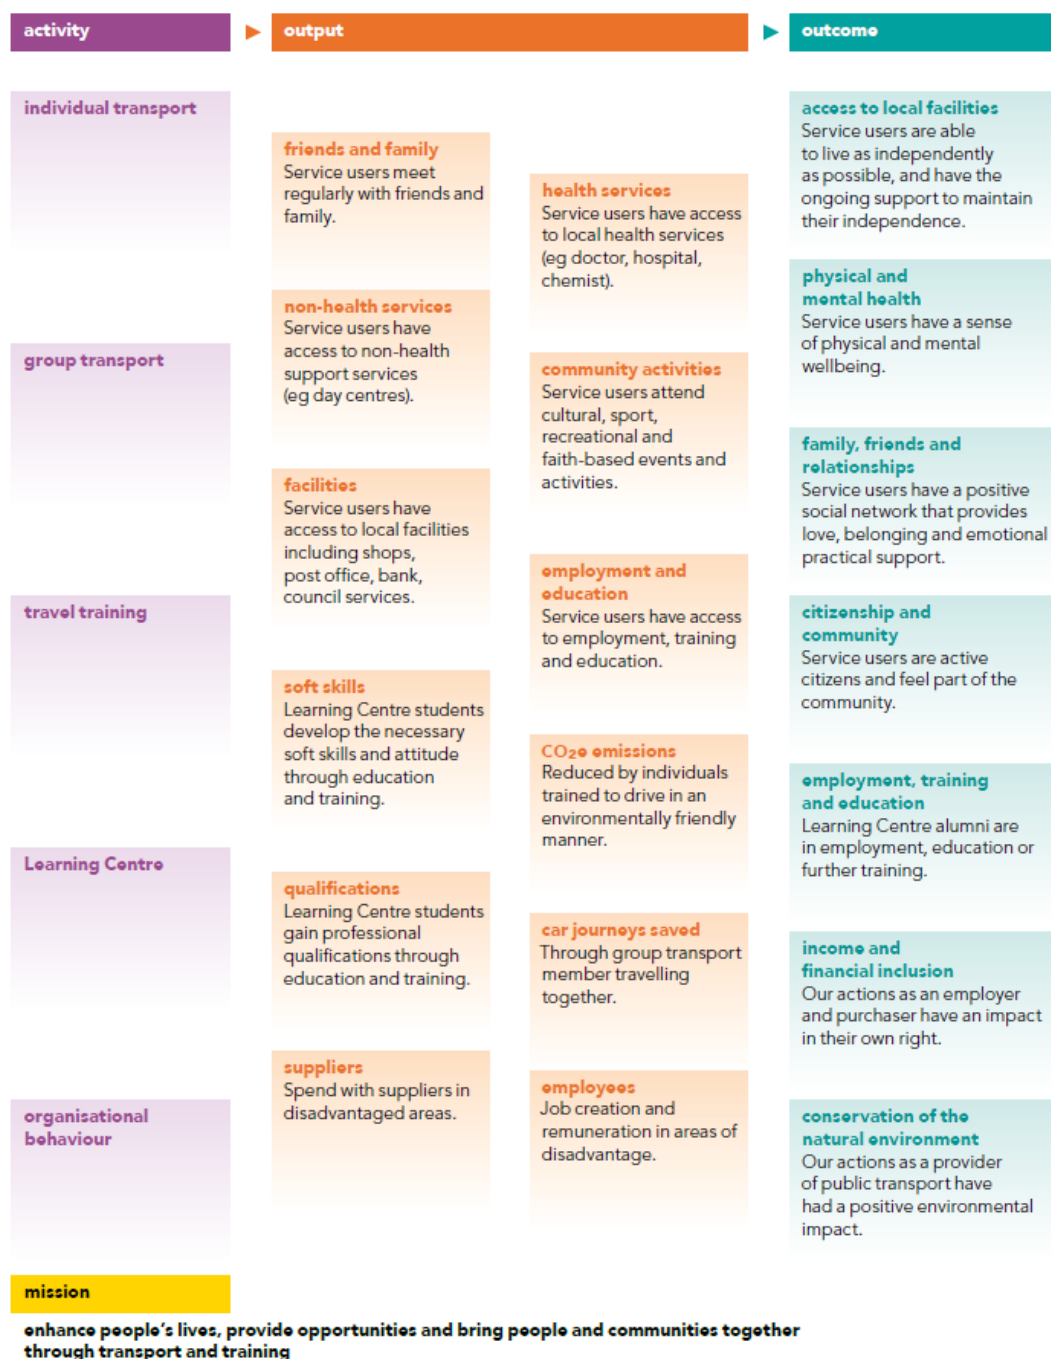 activity
output
outcome
individual transport
group transport
travel training
Learning Centre
organisational
behaviour
friends and family
Service users meet
regularly with friends and
family.
non-health services
Service users have
access to non-health
support services
(eg day centres).
facilities
Service users have
access to local facilities
including shops,
post office, bank,
council services.
soft skills
Learning Centre students
develop the necessary
soft skills and attitude
through education
and training.
qualifications
Learning Centre students
gain professional
qualifications through
education and training.
suppliers
Spend with suppliers in
disadvantaged areas.
health services
Service users have access
to local health services
(eg doctor, hospital,
chemist).
community activities
Service users attend
cultural, sport,
recreational and
faith-based events and
activities.
employment and
education
Service users have access
to employment, training
and education.
CO2e emissions
Reduced by individuals
trained to drive in an
environmentally friendly
manner.
car journeys saved
Through group transport
member travelling
together.
employees
Job creation and
remuneration in areas of
disadvantage.
access to local facilities
Service users are able
to live as independently
as possible, and have the
ongoing support to maintain
their independence.
physical and
mental health
Service users have a sense
of physical and mental
wellbeing.
family, friends and
relationships
Service users have a positive
social network that provides
love, belonging and emotional
practical support.
citizenship and
community
Service users are active
citizens and feel part of the
community.
employment, training
and education
Learning Centre alumni are
in employment, education or
further training.
income and
financial inclusion
Our actions as an employer
and purchaser have an impact
in their own right.
conservation of the
natural environment
Our actions as a provider
of public transport have
had a positive environmental
impact.
mission
enhance people's lives, provide opportunities and bring people and communities together
through transport and training